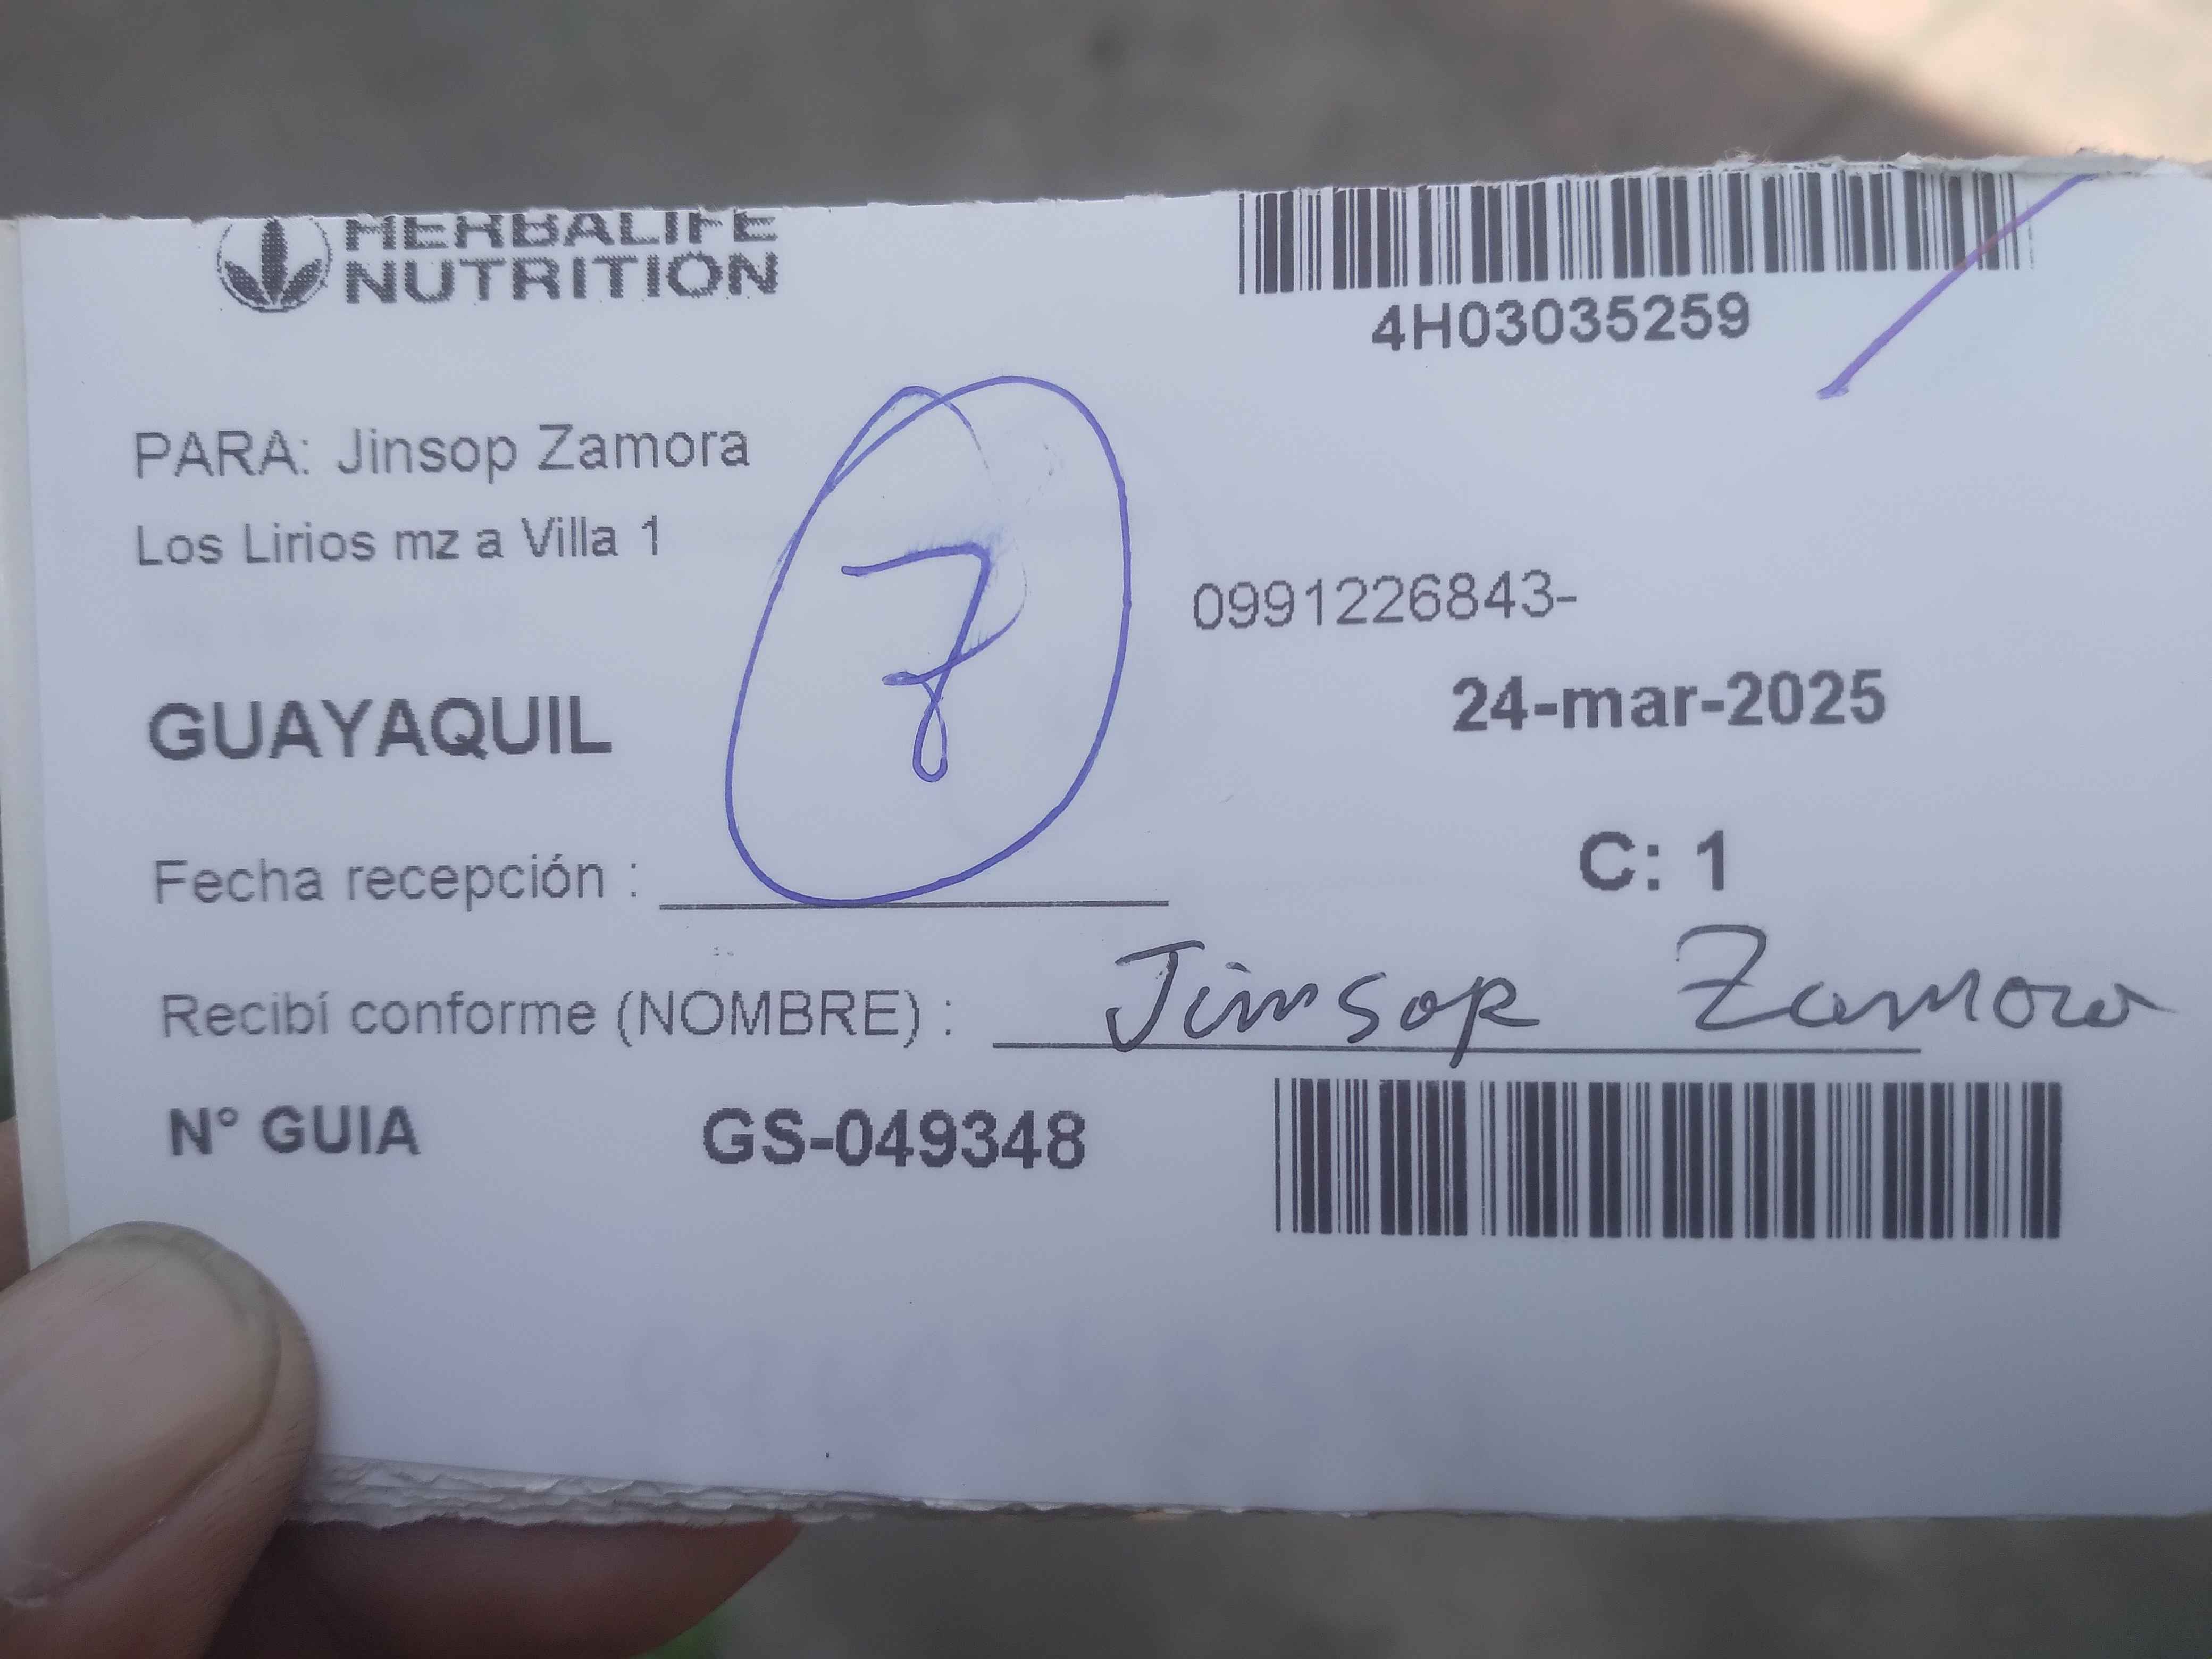 HERBALIFE
NUTRITION
4H03035259
PARA: Jinsop Zamora
Los Lirios mz a Villa 1
7
0991226843-
GUAYAQUIL
24-mar-2025
Fecha recepción :
C: 1
Recibí conforme (NOMBRE) : Jinsop Zamora
N° GUIA GS-049348